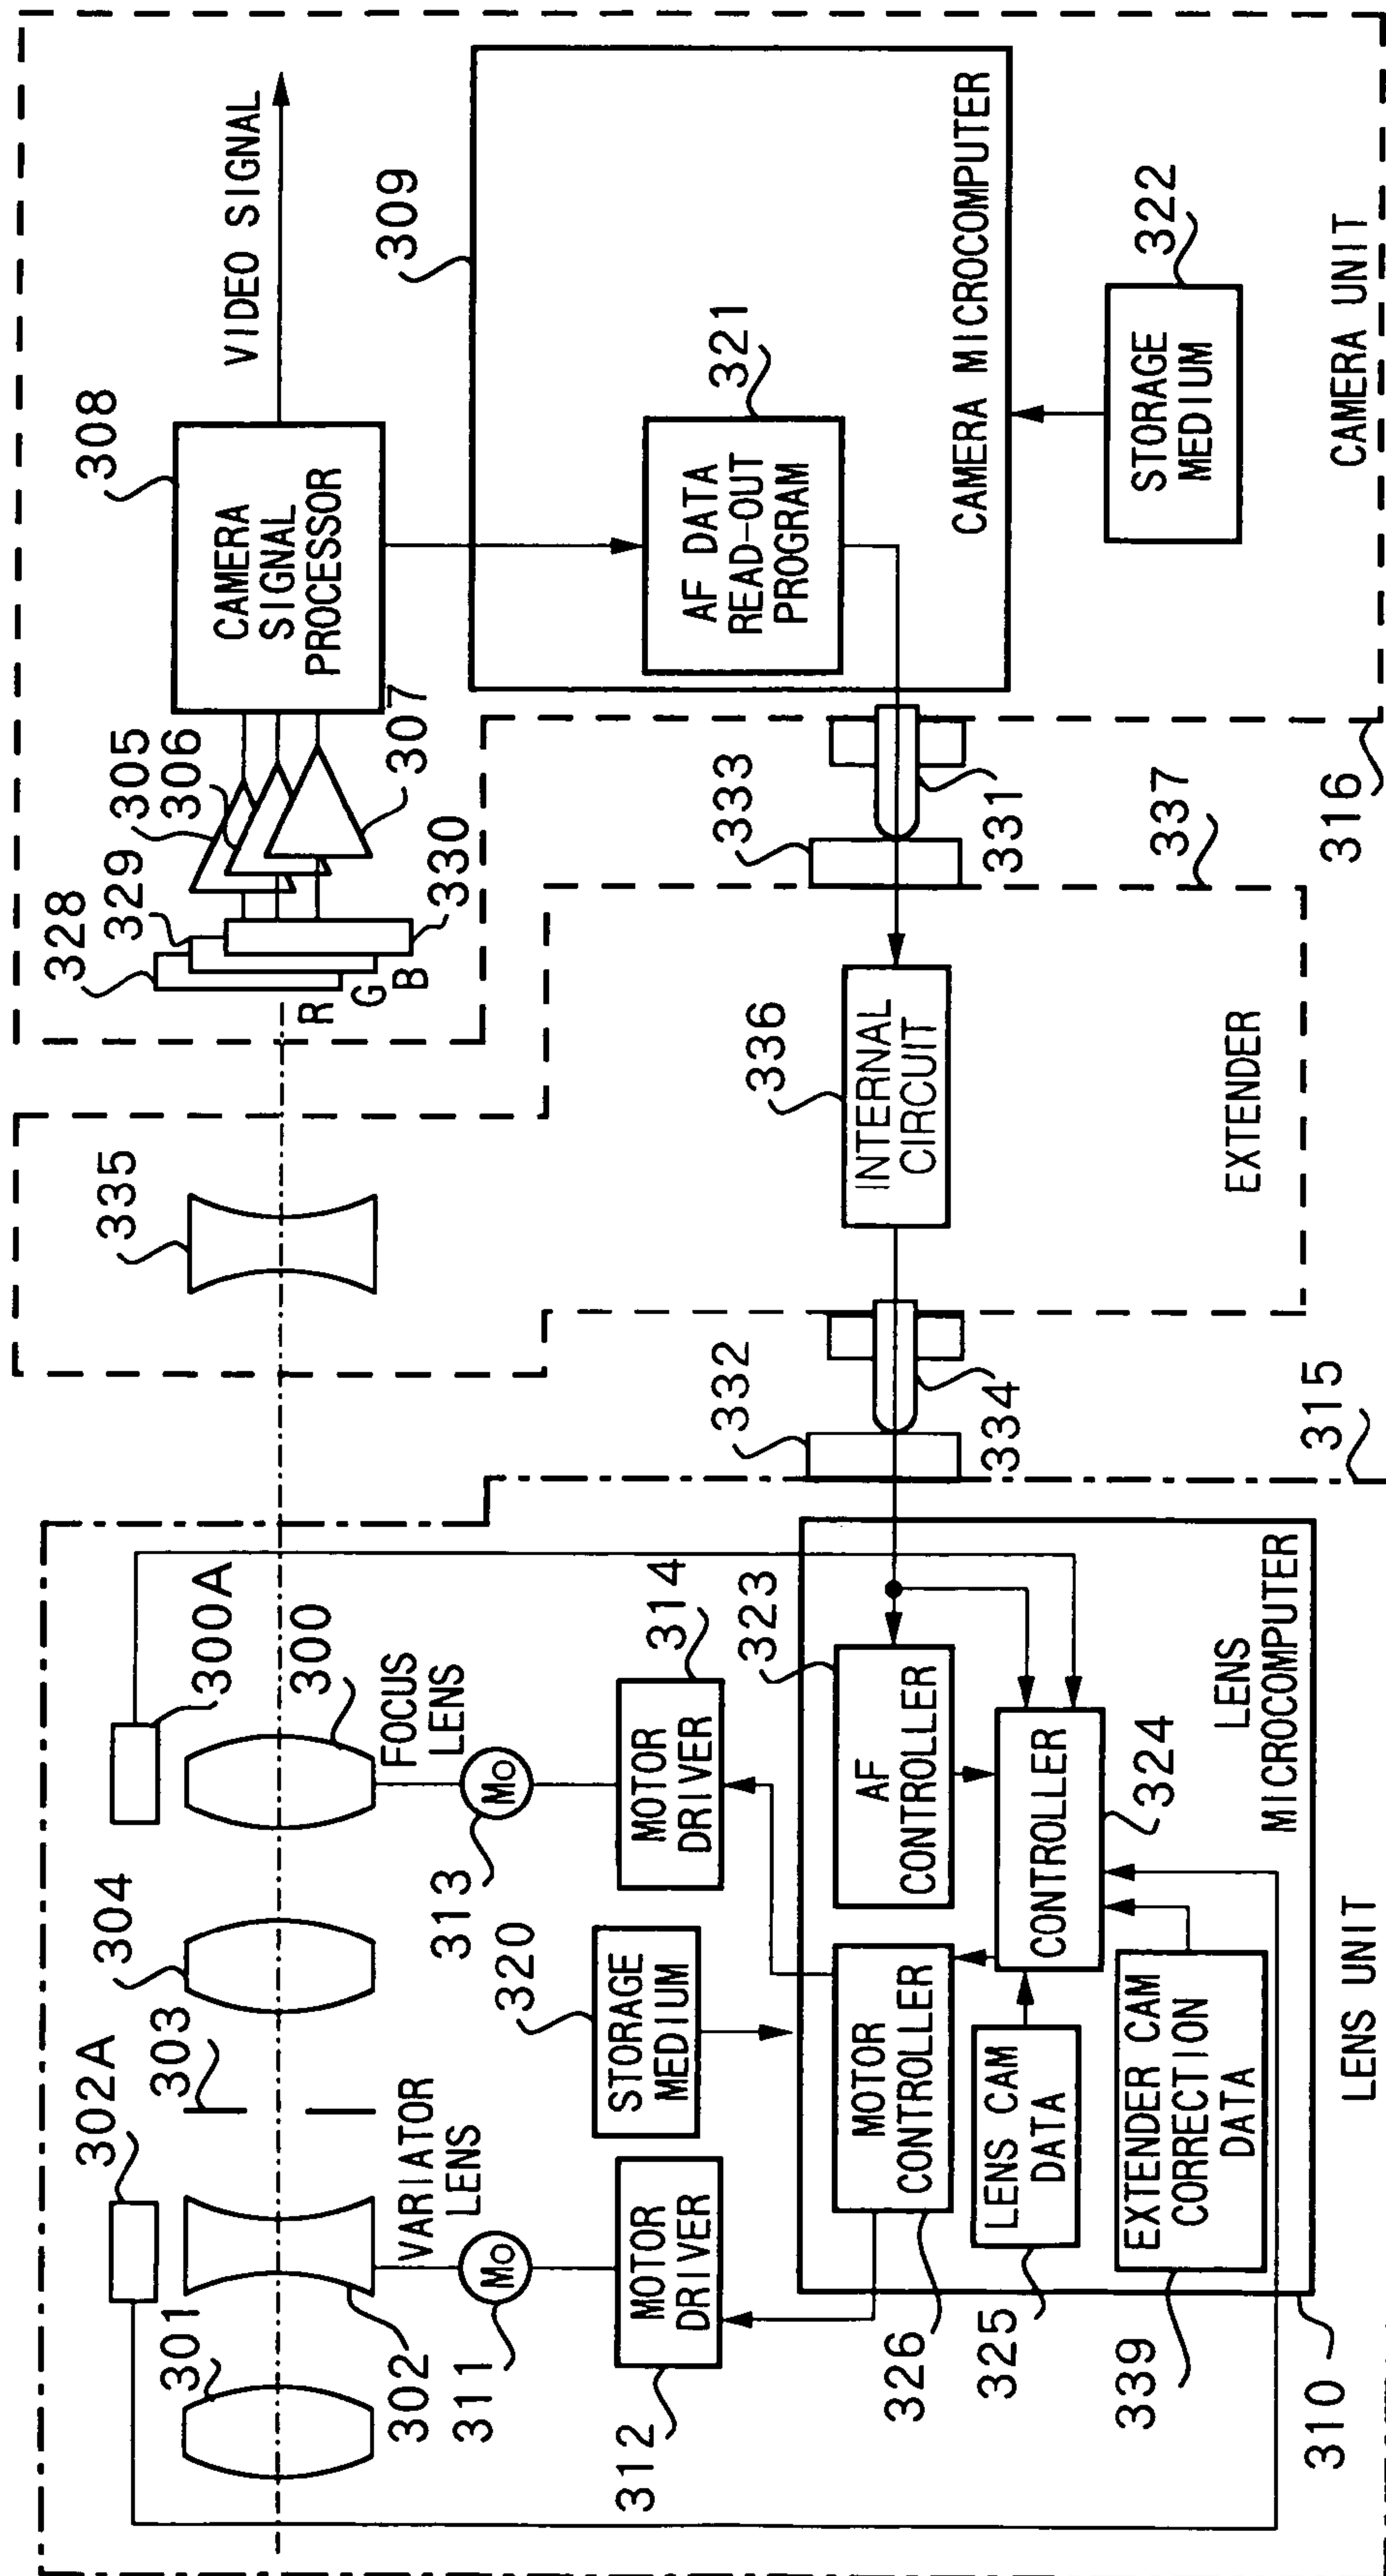 301
302
302A
303
304
300A
300
VARIATOR
LENS
FOCUS
LENS
Mo
311
Mo
313
MOTOR
DRIVER
312
STORAGE
MEDIUM
320
MOTOR
DRIVER
314
MOTOR
CONTROLLER
326
AF
CONTROLLER
323
LENS CAM
DATA
325
CONTROLLER
324
EXTENDER CAM
CORRECTION
DATA
339
LENS
MICROCOMPUTER
310
LENS UNIT
315
332
334
335
INTERNAL
CIRCUIT
336
EXTENDER
337
333
331
328
329
330
R
G
B
305
306
307
CAMERA
SIGNAL
PROCESSOR
308
VIDEO SIGNAL
309
AF DATA
READ-OUT
PROGRAM
321
CAMERA MICROCOMPUTER
STORAGE
MEDIUM
322
CAMERA UNIT
316